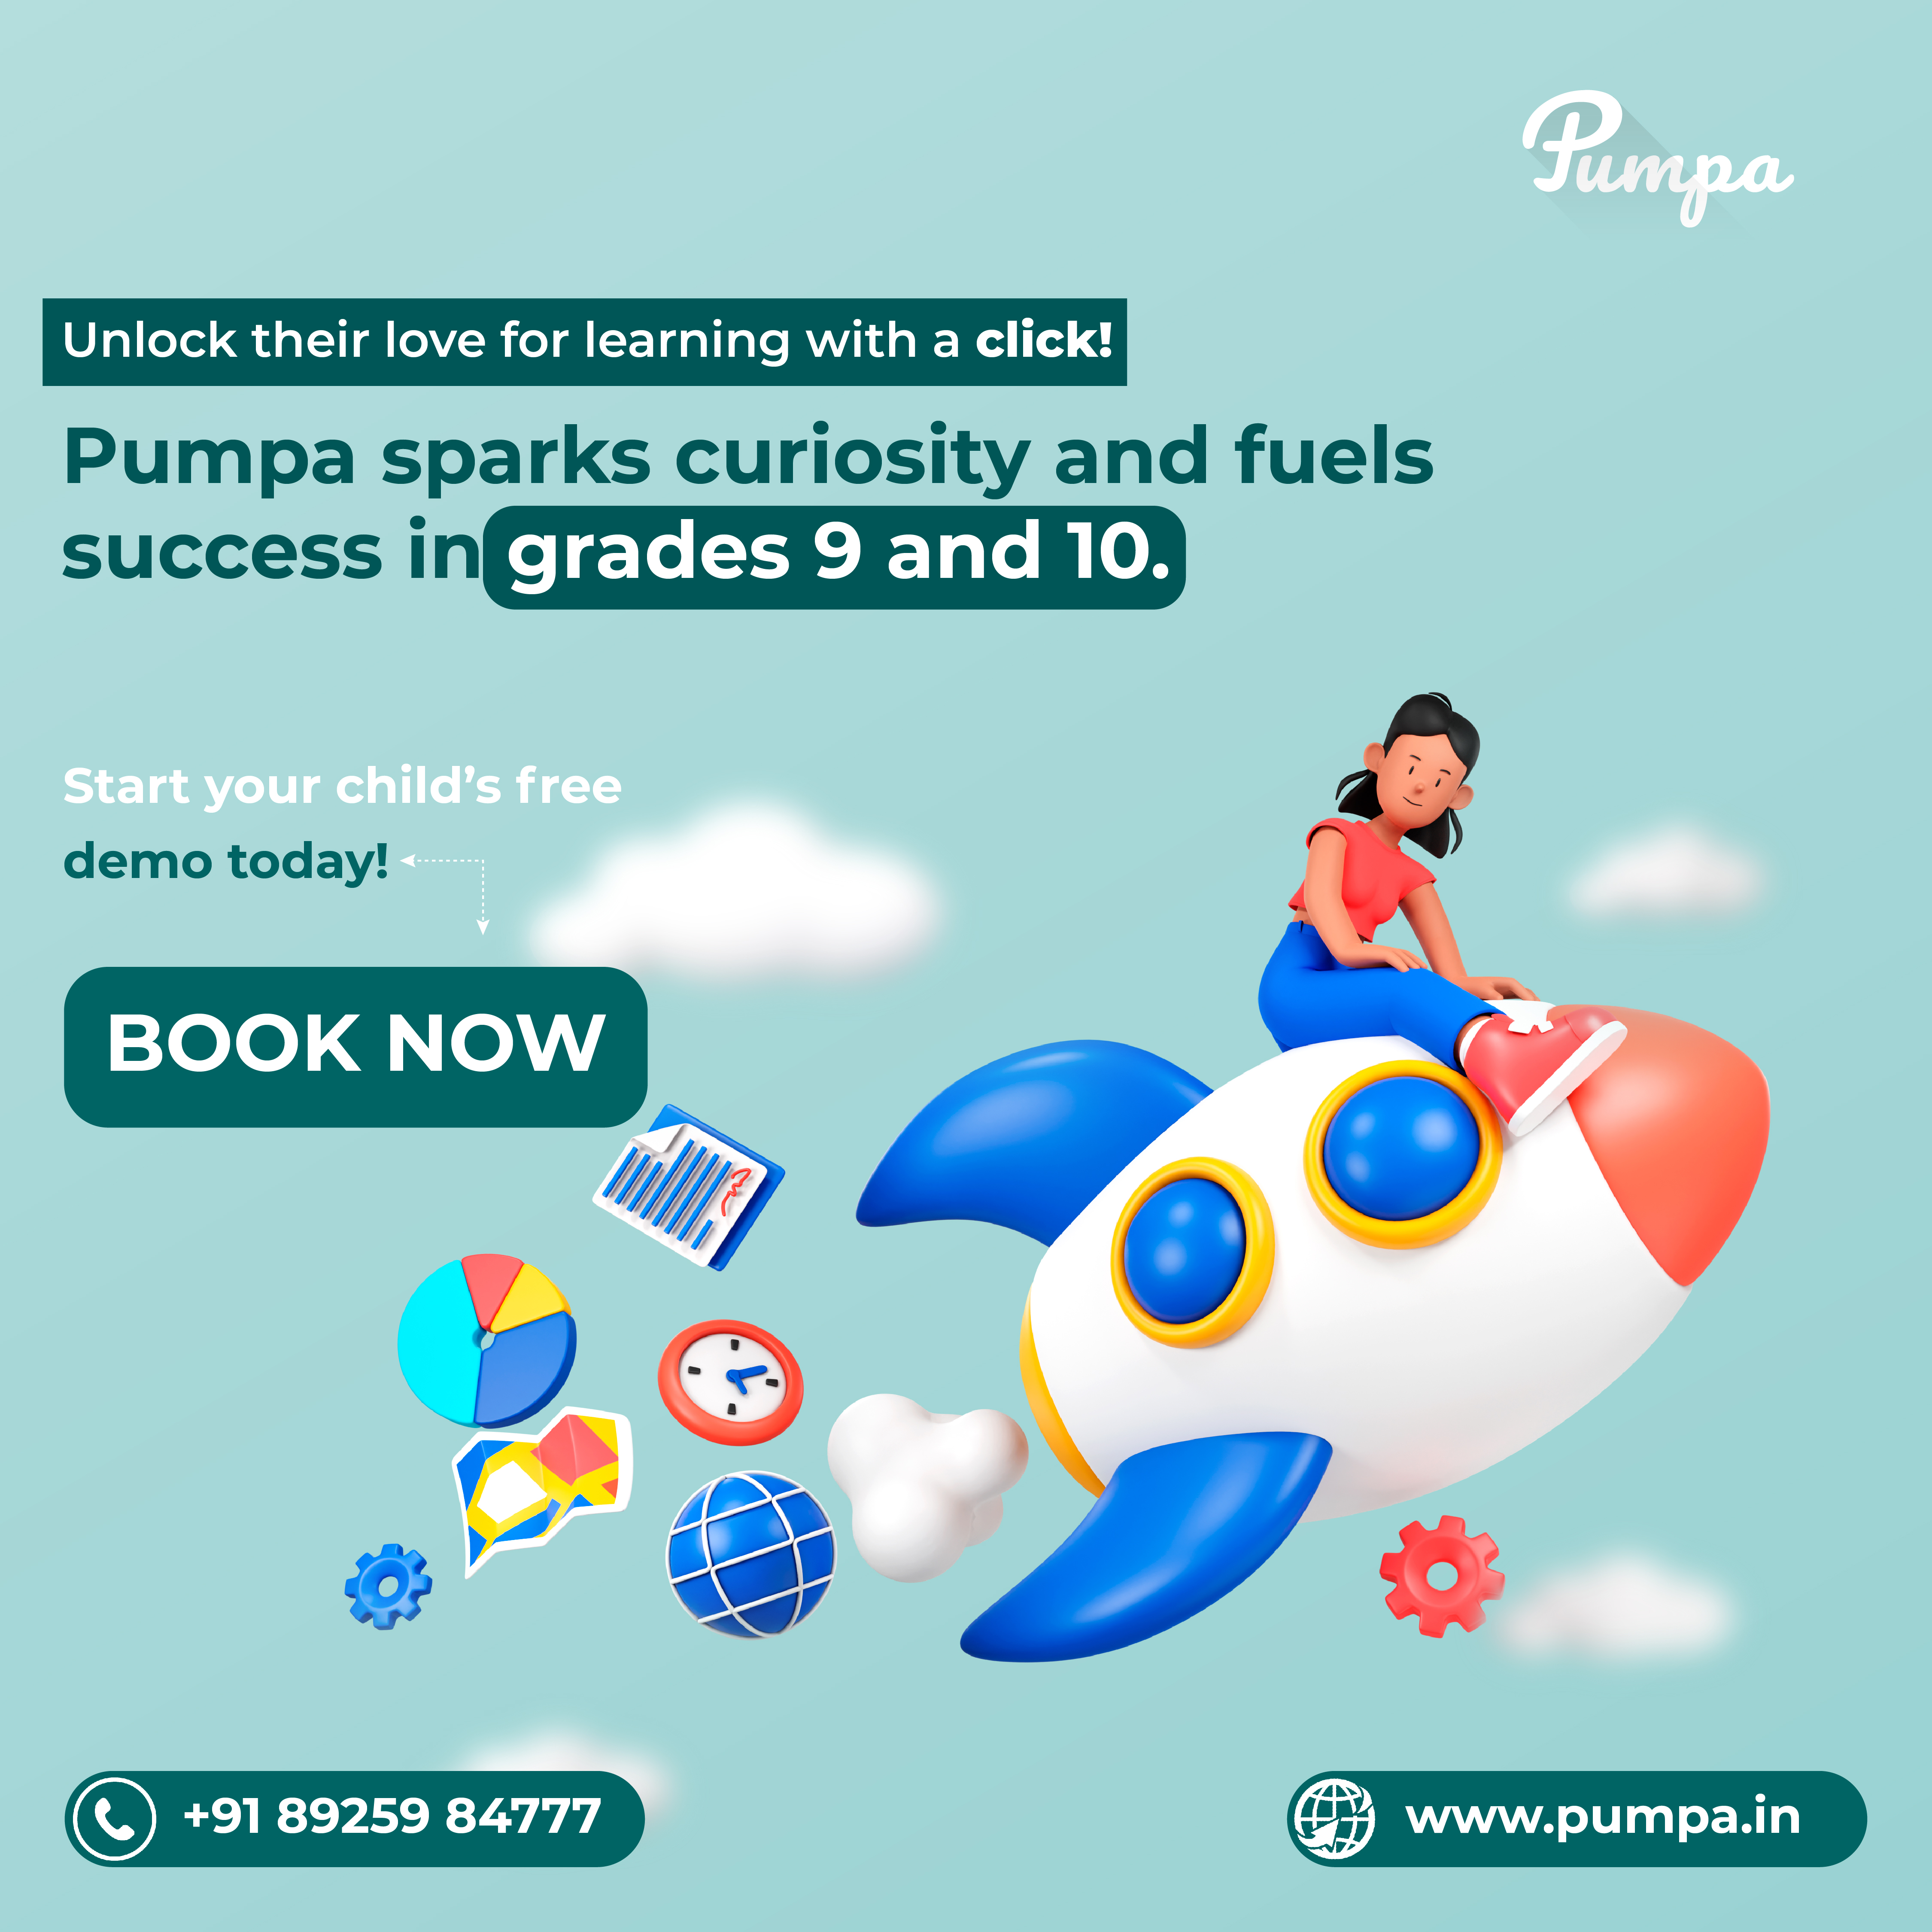 Pumpa
Unlock their love for learning with a click!
Pumpa sparks curiosity and fuels
success in grades 9 and 10.
Start your child's free
demo today!
BOOK NOW
+91 89259 84777
www.pumpa.in